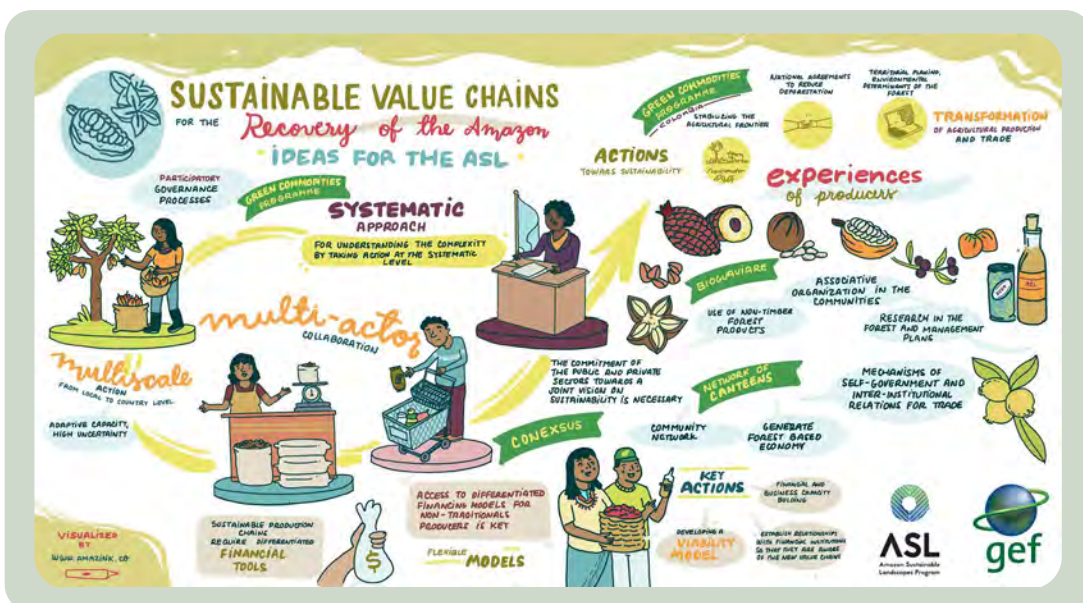 SUSTAINABLE VALUE CHAINS
FOR THE
Recovery of the Amazon
IDEAS FOR THE ASL
PARTICIPATORY
GOVERNANCE
PROCESSES
GREEN COMMODITIES
PROGRAMME
SYSTEMATIC
APPROACH
FOR UNDERSTANDING THE COMPLEXITY
BY TAKING ACTION AT THE SYSTEMATIC
LEVEL
multi-actor
COLLABORATION
multiscale
ACTION
FROM LOCAL TO COUNTRY LEVEL
ADAPTIVE CAPACITY,
HIGH UNCERTAINTY
ACTIONS
TOWARDS SUSTAINABILITY
GREEN COMMODITIES
PROGRAMME
COLOMBIA
STABILIZING THE
AGRICULTURAL FRONTIER
NATIONAL AGREEMENTS
TO REDUCE
DEFORESTATION
TERRITORIAL PLANING,
ENVIRONMENTAL
DETERMINANTS OF THE
FOREST
TRANSFORMATION
OF AGRICULTURAL PRODUCTION
AND TRADE
experiences
of producers
BIOGUAVIARE
USE OF NON-TIMBER
FOREST
PRODUCTS
ASSOCIATIVE
ORGANIZATION IN THE
COMMUNITIES
RESEARCH IN THE
FOREST AND MANAGEMENT
PLANS
THE COMMITMENT OF
THE PUBLIC AND PRIVATE
SECTORS TOWARDS A
JOINT VISION ON
SUSTAINABILITY IS NECESSARY
NETWORK OF
CANTEENS
MECHANISMS OF
SELF-GOVERNMENT AND
INTER-INSTITUTIONAL
RELATIONS FOR TRADE
COMMUNITY
NETWORK
GENERATE
FOREST BASED
ECONOMY
CONEXSUS
SUSTAINABLE PRODUCTION
CHAINS
REQUIRE DIFFERENTIATED
FINANCIAL
TOOLS
$
ACCESS TO DIFFERENTIATED
FINANCING MODELS FOR
NON-TRADITIONALS
PRODUCERS IS KEY
FLEXIBLE
MODELS
KEY
ACTIONS
FINANCIAL AND
BUSINESS CAPACITY
BUILDING
DEVELOPING A
VIABILITY
MODEL
ESTABLISH RELATIONSHIPS
WITH FINANCIAL INSTITUTIONS
SO THAT THEY ARE AWARE
OF THE NEW VALUE CHAINS
VISUALIZED
BY
WWW.AMAZINK.CO
ASL
Amazon Sustainable
Landscapes Program
gef